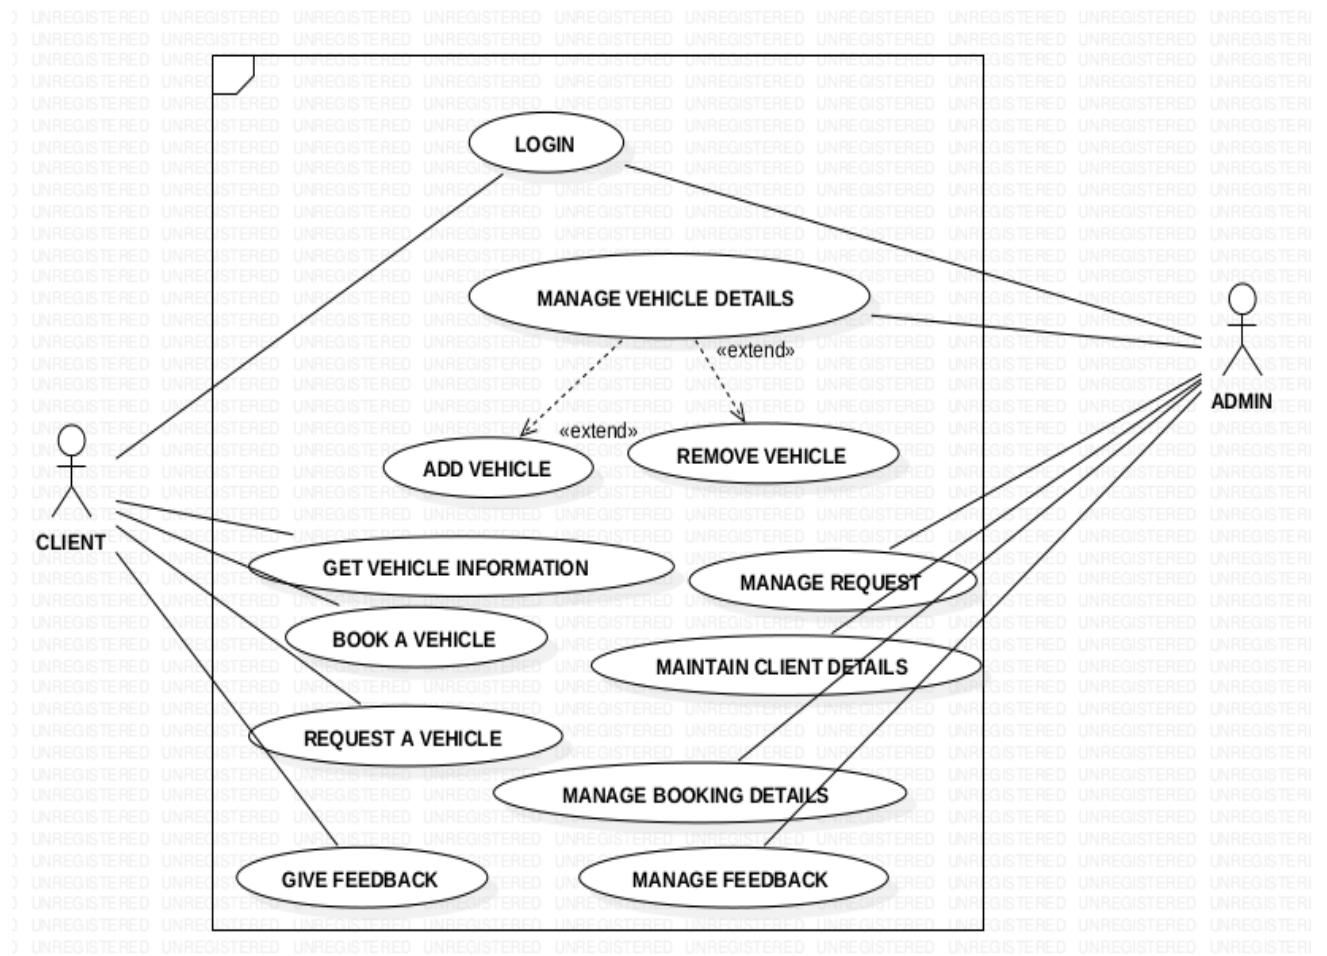 LOGIN
MANAGE VEHICLE DETAILS
«extend»
ADMIN
«extend»
ADD VEHICLE
REMOVE VEHICLE
CLIENT
GET VEHICLE INFORMATION
MANAGE REQUEST
BOOK A VEHICLE
MAINTAIN CLIENT DETAILS
REQUEST A VEHICLE
MANAGE BOOKING DETAILS
GIVE FEEDBACK
MANAGE FEEDBACK
UNREGISTERED